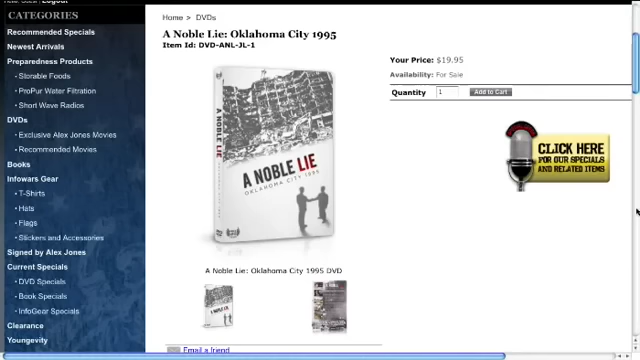 Logout
CATEGORIES
Recommended Specials
Newest Arrivals
Preparedness Products
Storable Foods
ProPur Water Filtration
Short Wave Radios
DVDs
Exclusive Alex Jones Movies
Recommended Movies
Books
Infowars Gear
T-Shirts
Hats
Flags
Stickers and Accessories
Signed by Alex Jones
Current Specials
DVD Specials
Book Specials
InfoGear Specials
Clearance
Youngevity
Home > DVDs
A Noble Lie: Oklahoma City 1995
Item Id: DVD-ANL-JL-1
A NOBLE LIE
A NOBLE LIE
OKLAHOMA CITY 1995
A Noble Lie: Oklahoma City 1995 DVD
Email a friend
Your Price: $19.95
Availability: For Sale
Quantity 1 Add to Cart
CLICK HERE
FOR OUR SPECIALS
AND RELATED ITEMS